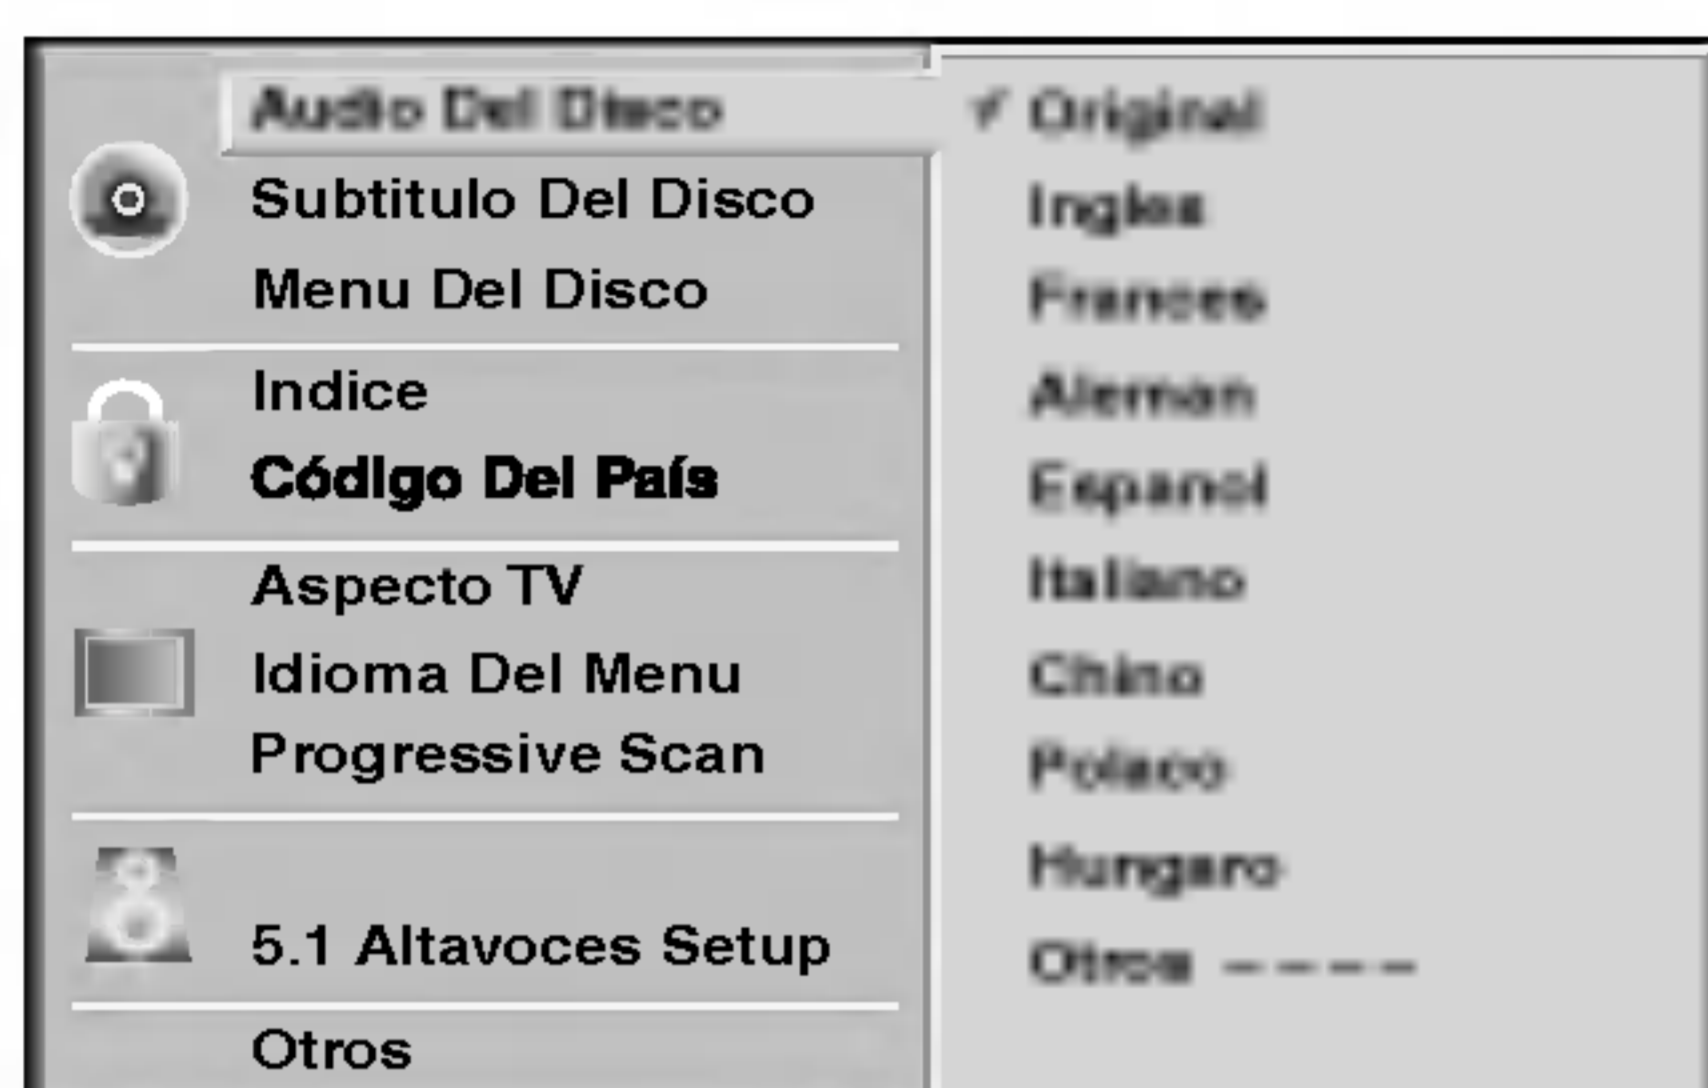 Audio Del Disco
Subtitulo Del Disco
Menu Del Disco
Indice
Código Del País
Aspecto TV
Idioma Del Menu
Progressive Scan
5.1 Altavoces Setup
Otros
✓ Original
Ingles
Frances
Aleman
Espanol
Italiano
Chino
Polaco
Hungaro
Otros – – – –